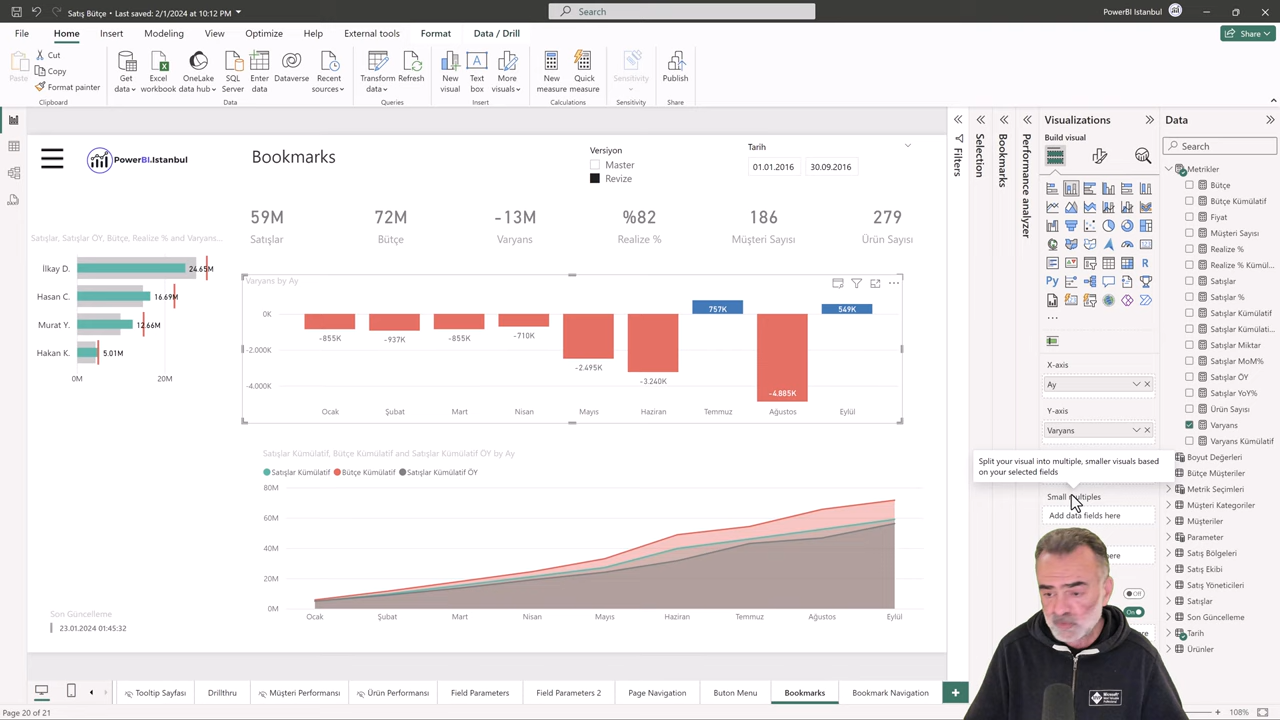 Satış Bütçe • Last saved: 2/1/2024 at 10:12 PM
Search
PowerBI Istanbul
File Home Insert Modeling View Optimize Help External tools Format Data / Drill
Share
Paste
Cut
Copy
Format painter
Get data
Excel workbook
OneLake data hub
SQL Server
Enter data
Dataverse
Recent sources
Transform data
Refresh
New visual
Text box
More visuals
New measure
Quick measure
Sensitivity
Publish
Clipboard
Data
Queries
Insert
Calculations
Sensitivity
Share
PowerBI.Istanbul
Bookmarks
Versiyon
Master
Revize
Tarih
01.01.2016
30.09.2016
59M
Satışlar
72M
Bütçe
-13M
Varyans
%82
Realize %
186
Müşteri Sayısı
279
Ürün Sayısı
Satışlar, Satışlar ÖY, Bütçe, Realize % and Varyans...
İlkay D. 24.65M
Hasan C. 16.69M
Murat Y. 12.66M
Hakan K. 5.01M
0M 20M
Varyans by Ay
0K
-2.000K
-4.000K
-855K
-937K
-855K
-710K
-2.495K
-3.240K
757K
-4.885K
549K
Ocak Şubat Mart Nisan Mayıs Haziran Temmuz Ağustos Eylül
Satışlar Kümülatif, Bütçe Kümülatif and Satışlar Kümülatif ÖY by Ay
Satışlar Kümülatif Bütçe Kümülatif Satışlar Kümülatif ÖY
80M
60M
40M
20M
0M
Ocak Şubat Mart Nisan Mayıs Haziran Temmuz Ağustos Eylül
Son Güncelleme
23.01.2024 01:45:32
Filters
Selection
Bookmarks
Performance analyzer
Visualizations
Build visual
X-axis
Ay
Y-axis
Varyans
Split your visual into multiple, smaller visuals based
on your selected fields
Small multiples
Add data fields here
Off
On
Data
Search
Metrikler
Bütçe
Bütçe Kümülatif
Fiyat
Müşteri Sayısı
Realize %
Realize % Kümül...
Satışlar
Satışlar %
Satışlar Kümülatif
Satışlar Kümülati...
Satışlar Miktar
Satışlar MoM%
Satışlar ÖY
Satışlar YoY%
Ürün Sayısı
Varyans
Varyans Kümülatif
Boyut Değerleri
Bütçe Müşteriler
Metrik Seçimleri
Müşteri Kategoriler
Müşteriler
Parameter
Satış Bölgeleri
Satış Ekibi
Satış Yöneticileri
Satışlar
Son Güncelleme
Tarih
Ürünler
Tooltip Sayfası Drillthru Müşteri Performansı Ürün Performansı Field Parameters Field Parameters 2 Page Navigation Buton Menu Bookmarks Bookmark Navigation
Page 20 of 21
108%